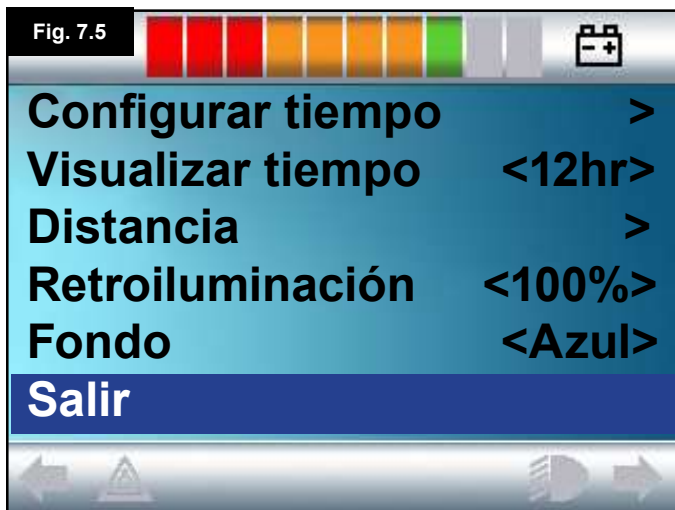 Fig. 7.5
Configurar tiempo >
Visualizar tiempo <12hr>
Distancia >
Retroiluminación <100%>
Fondo <Azul>
Salir